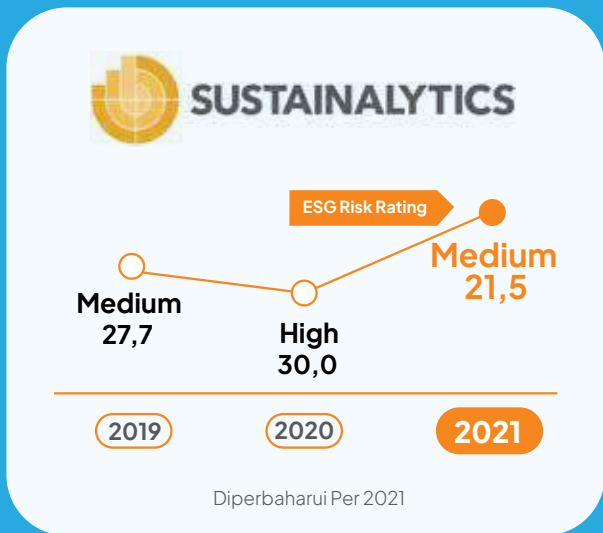 SUSTAINALYTICS
ESG Risk Rating
Medium
27,7
High
30,0
Medium
21,5
2019
2020
2021
Diperbaharui Per 2021